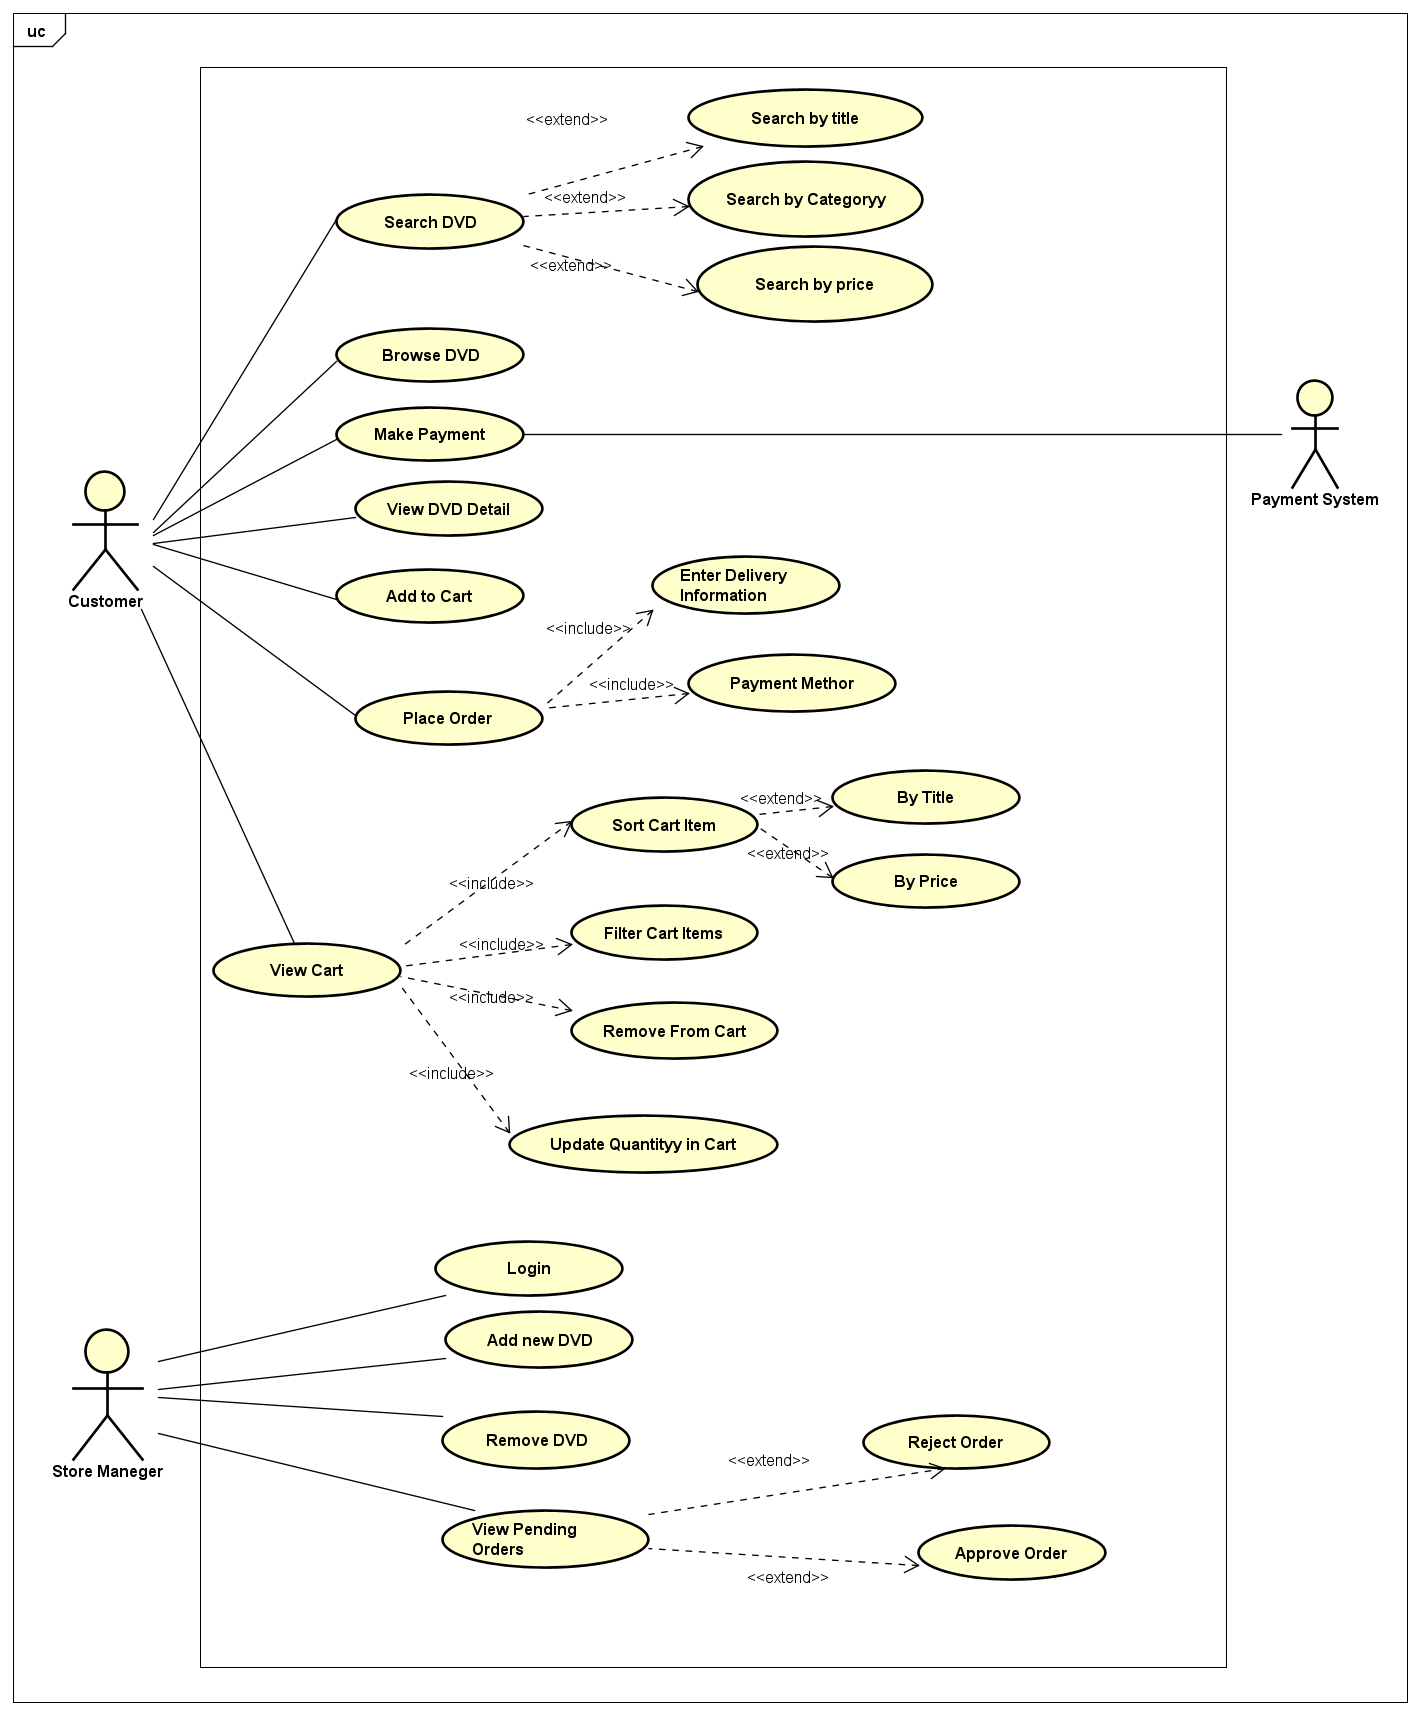 uc
<<extend>>
Search by title
<<extend>>
Search by Categoryy
Search DVD
<<extend>>
Search by price
Browse DVD
Make Payment
Payment System
View DVD Detail
Customer
Add to Cart
Enter Delivery
Information
<<include>>
<<include>>
Payment Methor
Place Order
Sort Cart Item
<<extend>>
By Title
<<extend>>
By Price
<<include>>
<<include>>
Filter Cart Items
View Cart
<<include>>
Remove From Cart
<<include>>
Update Quantityy in Cart
Login
Add new DVD
Remove DVD
Store Maneger
Reject Order
<<extend>>
View Pending
Orders
Approve Order
<<extend>>